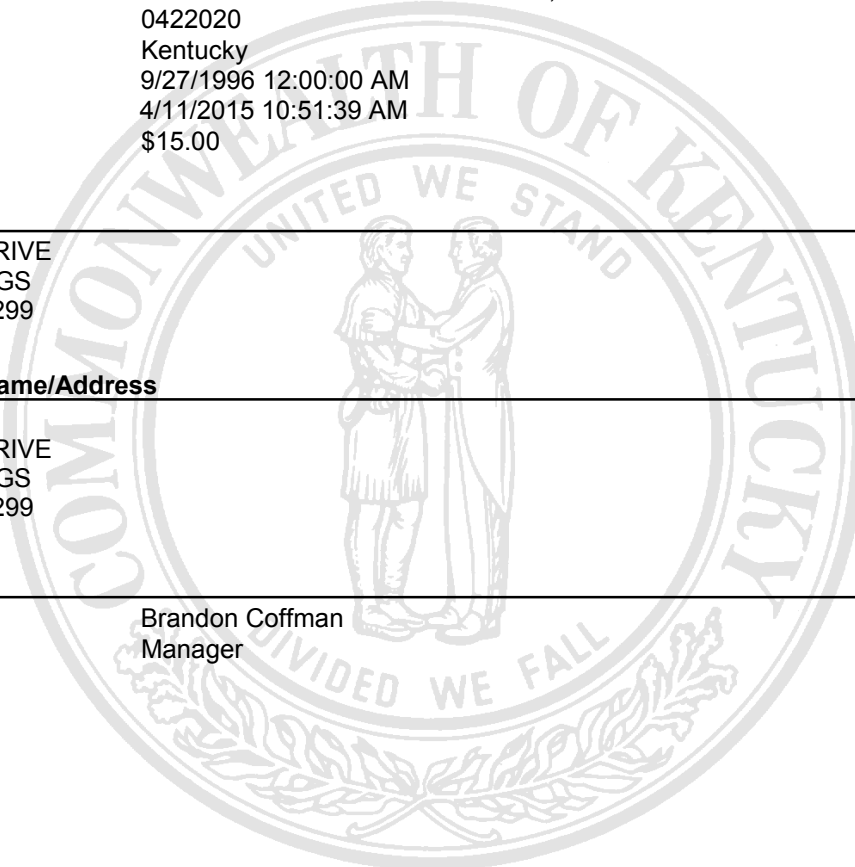 0422020
Kentucky
9/27/1996 12:00:00 AM
4/11/2015 10:51:39 AM
$15.00
COMMONWEALTH OF KENTUCKY
UNITED WE STAND
RIVE
GS
299
ame/Address
RIVE
GS
299
Brandon Coffman
Manager
DIVIDED WE FALL